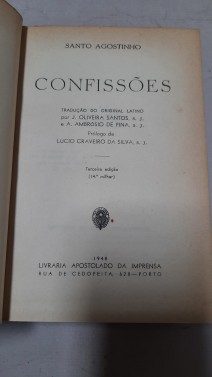 SANTO AGOSTINHO
CONFISSÕES
TRADUÇÃO DO ORIGINAL LATINO
por J. OLIVEIRA SANTOS, S. J.
e A. AMBRÓSIO DE PINA, S. J.
Prólogo de
LÚCIO CRAVEIRO DA SILVA, S. J.
Terceira edição
(14.º milhar)
1948
LIVRARIA APOSTOLADO DA IMPRENSA
RUA DE CEDOFEITA, 628—PORTO